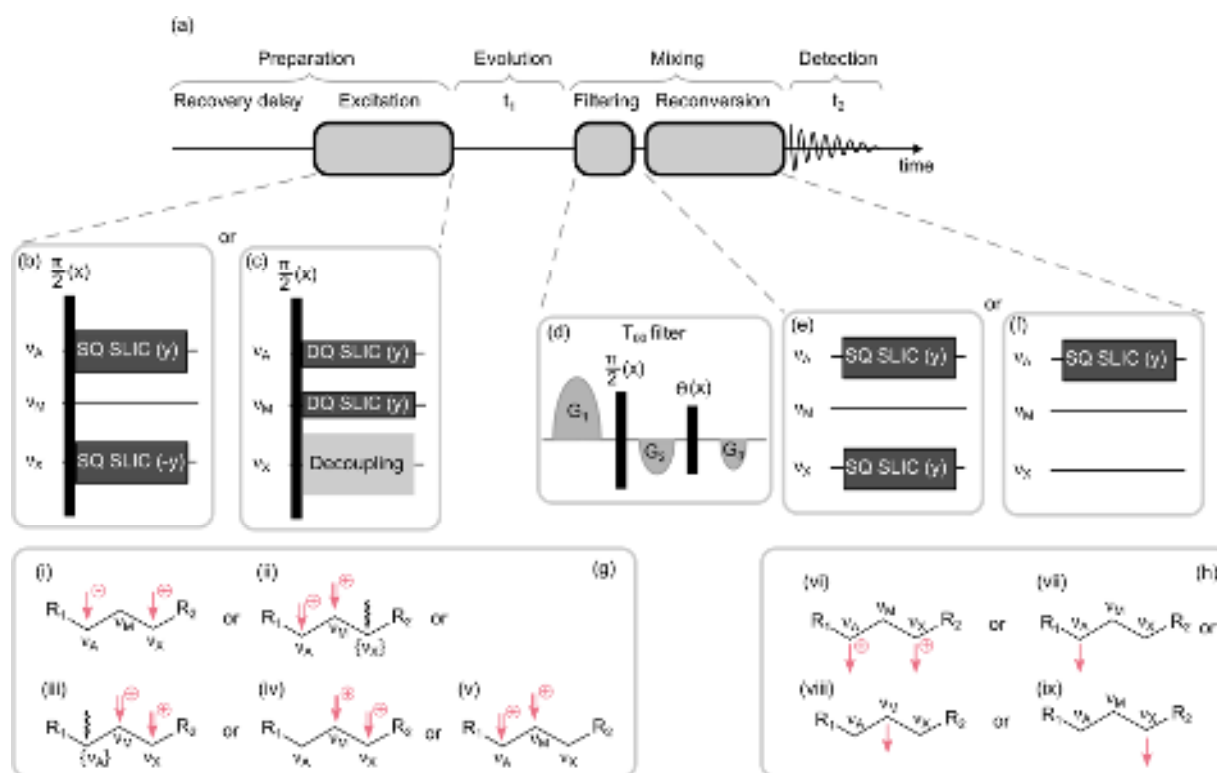 (a)
Preparation Evolution Mixing Detection
Recovery delay Excitation t₁ Filtering Reconversion t₂
time
or
(b) π/2 (x)
νA SQ SLIC (y)
νM
νX SQ SLIC (-y)
(c) π/2 (x)
νA DQ SLIC (y)
νM DQ SLIC (y)
νX Decoupling
(d) T₀₀ filter
π/2 (x) θ(x)
G₁ G₂ G₃
or
(e)
νA SQ SLIC (y)
νM
νX SQ SLIC (y)
(f)
νA SQ SLIC (y)
νM
νX
(g)
(i) R₁ νA νM νX R₂ or
(ii) R₁ νA νM {νX} R₂ or
(iii) R₁ {νA} νM νX R₂ or
(iv) R₁ νA νM νX R₂ or
(v) R₁ νA νM νX R₂
(h)
(vi) R₁ νA νM νX R₂ or
(vii) R₁ νA νM νX R₂ or
(viii) R₁ νA νM νX R₂ or
(ix) R₁ νA νM νX R₂